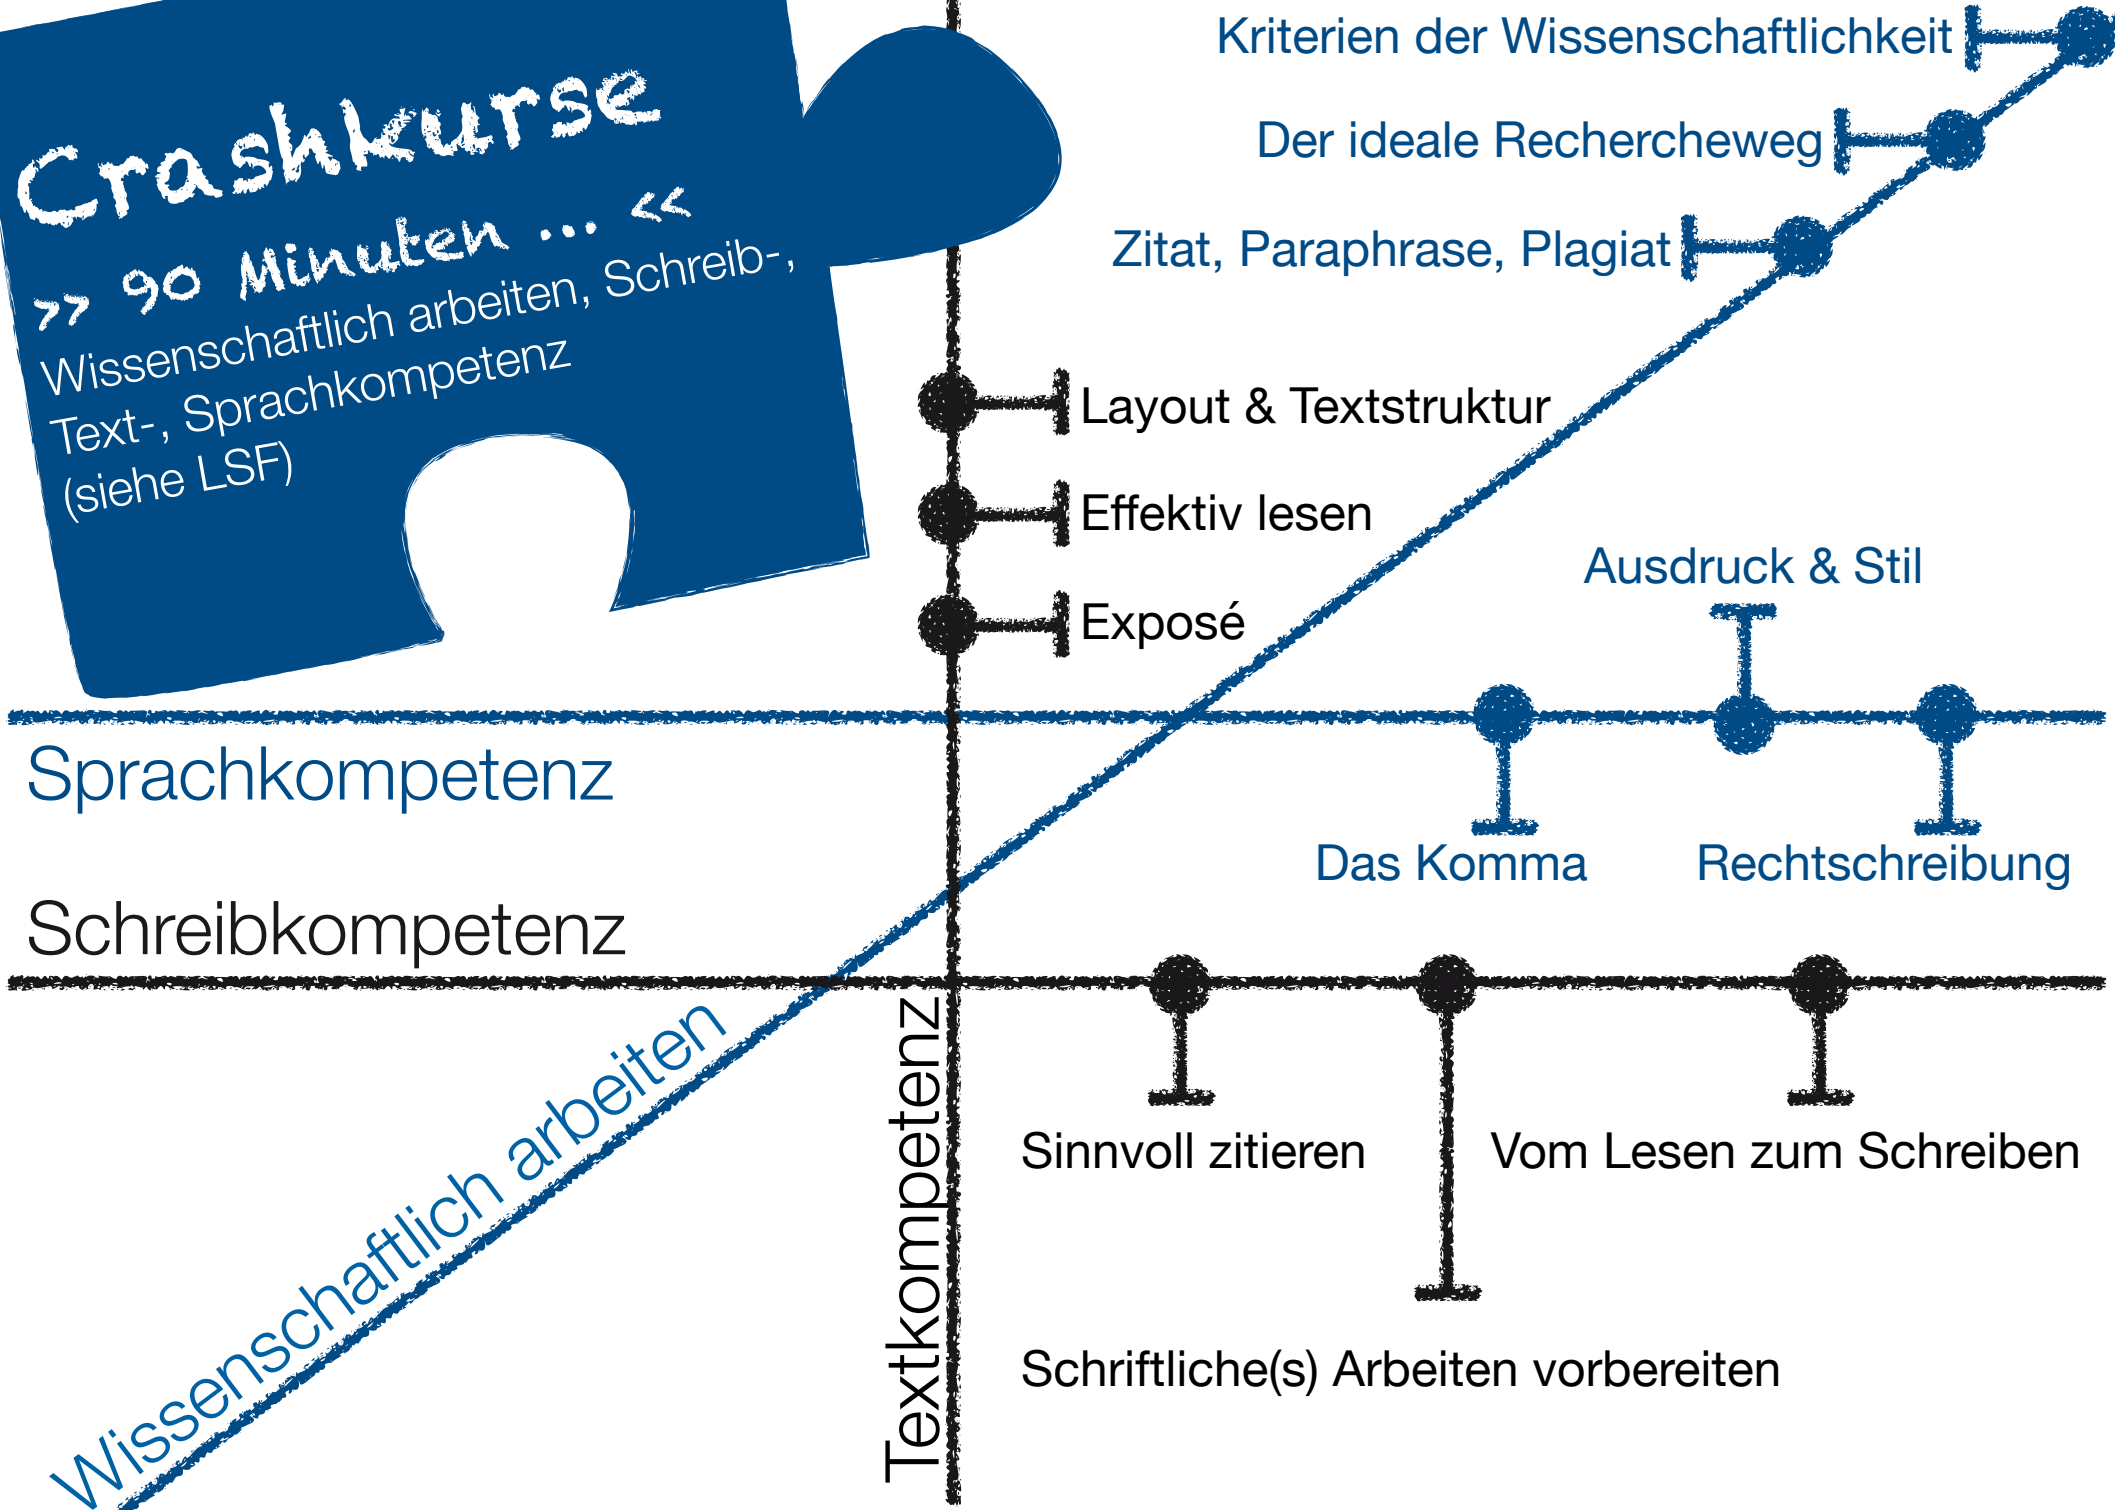 Crashkurse
>> 90 Minuten ... <<
Wissenschaftlich arbeiten, Schreib-,
Text-, Sprachkompetenz
(siehe LSF)
Kriterien der Wissenschaftlichkeit
Der ideale Rechercheweg
Zitat, Paraphrase, Plagiat
Layout & Textstruktur
Effektiv lesen
Exposé
Ausdruck & Stil
Sprachkompetenz
Das Komma
Rechtschreibung
Schreibkompetenz
Wissenschaftlich arbeiten
Textkompetenz
Sinnvoll zitieren
Vom Lesen zum Schreiben
Schriftliche(s) Arbeiten vorbereiten